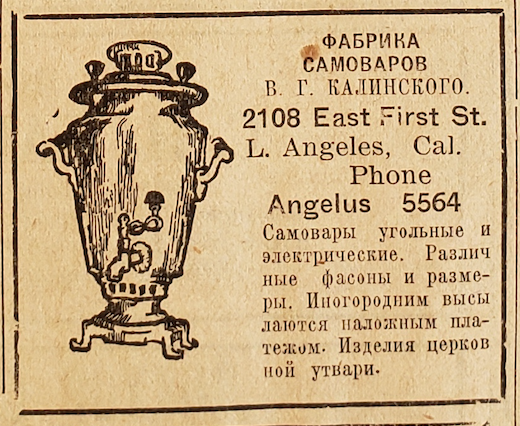 ФАБРИКА
САМОВАРОВ
В. Г. КАЛИНСКОГО.
2108 East First St.
L. Angeles, Cal.
Phone
Angelus 5564
Самовары угольные и
электрические. Различ
ные фасоны и разме-
ры. Иногородним высы
лаются наложным пла-
тежом. Изделия церков
ной утвари.